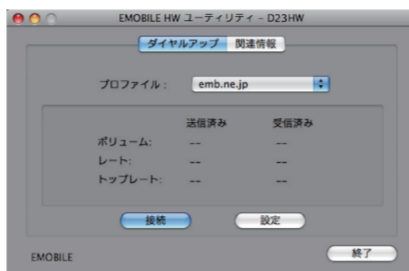 EMOBILE HW ユーティリティ – D23HW
ダイヤルアップ 関連情報
プロファイル： emb.ne.jp
送信済み 受信済み
ボリューム: -- --
レート: -- --
トップレート: -- --
接続 設定
EMOBILE 終了